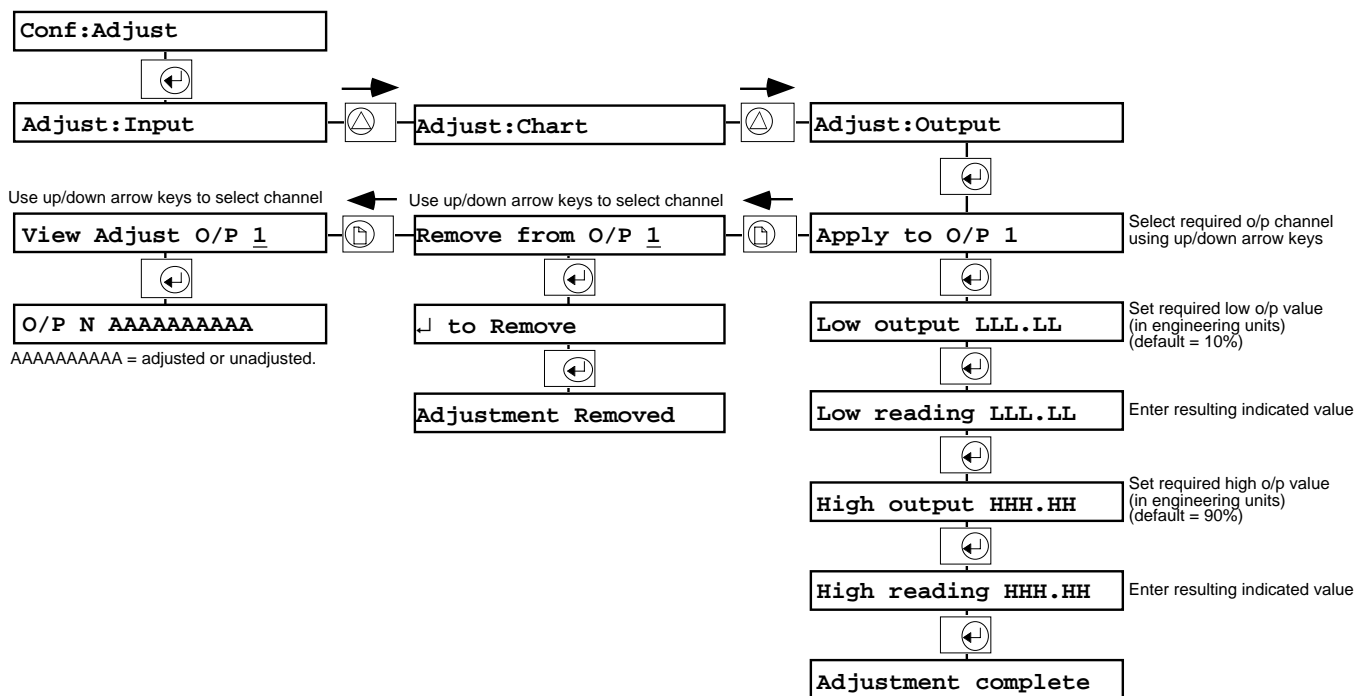 Conf:Adjust
Adjust:Input
Adjust:Chart
Adjust:Output
Use up/down arrow keys to select channel
Use up/down arrow keys to select channel
View Adjust O/P 1
Remove from O/P 1
Apply to O/P 1
Select required o/p channel
using up/down arrow keys
O/P N AAAAAAAAAA
AAAAAAAAAA = adjusted or unadjusted.
↵ to Remove
Adjustment Removed
Low output LLL.LL
Set required low o/p value
(in engineering units)
(default = 10%)
Low reading LLL.LL
Enter resulting indicated value
High output HHH.HH
Set required high o/p value
(in engineering units)
(default = 90%)
High reading HHH.HH
Enter resulting indicated value
Adjustment complete